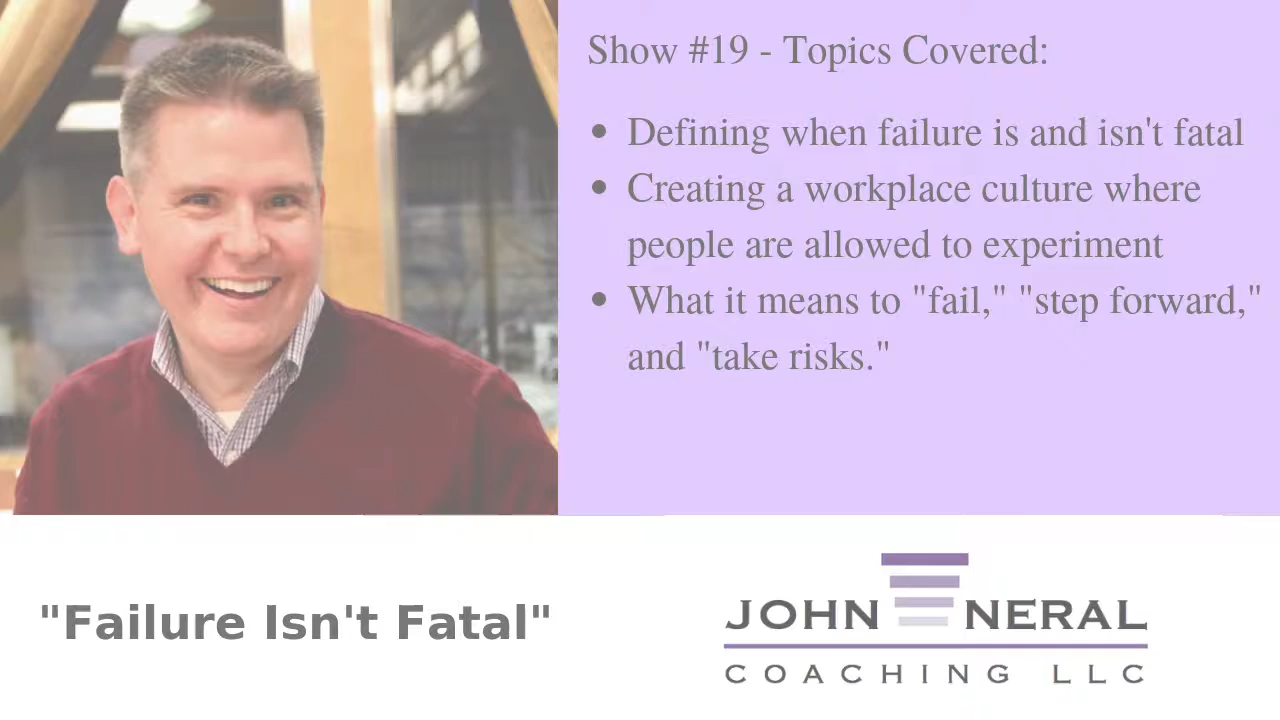 Show #19 - Topics Covered:
Defining when failure is and isn't fatal
Creating a workplace culture where
people are allowed to experiment
What it means to "fail," "step forward,"
and "take risks."
"Failure Isn't Fatal"
JOHN NERAL
COACHING LLC